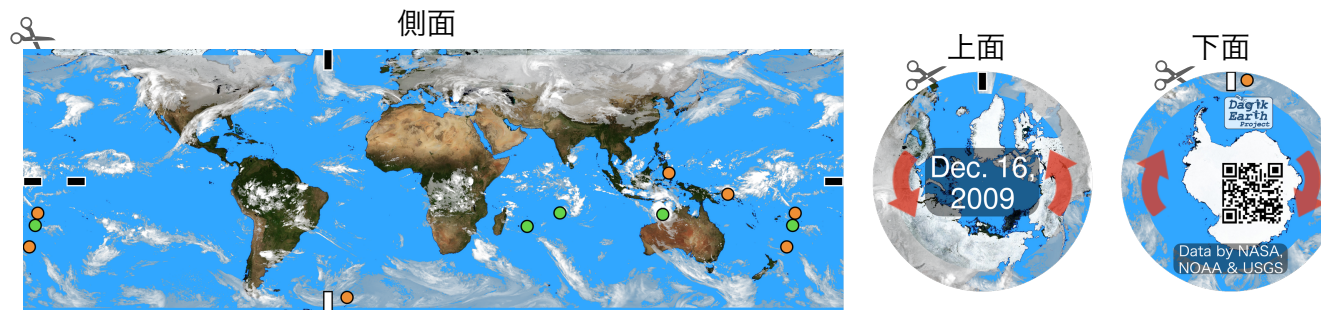 側面
上面
下面
Dec. 16,
2009
Dagik
Earth
Project
Data by NASA,
NOAA & USGS